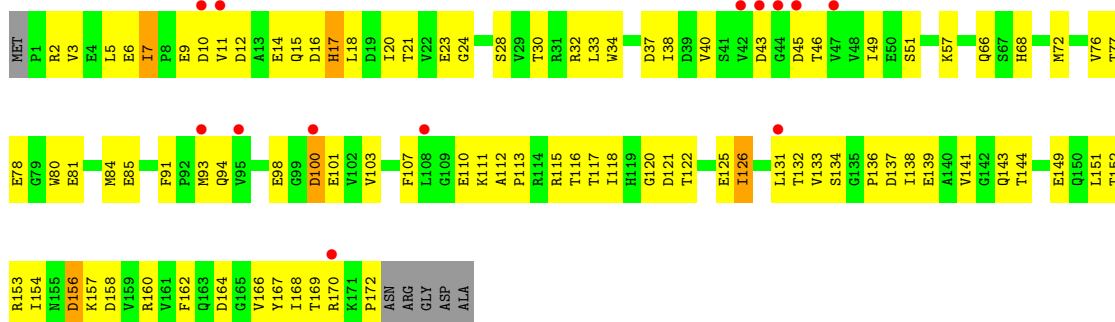 MET P1 R2 V3 E4 L5 E6 I7 P8 E9 D10 V11 D12 A13 E14 Q15 D16 H17 L18 D19 I20 T21 V22 E23 G24 S28 V29 T30 R31 R32 L33 W34 D37 I38 D39 V40 S41 V42 D43 G44 D45 T46 V47 V48 I49 E50 S51 K57 Q66 S67 H68 M72 V76 T77
E78 G79 W80 E81 M84 E85 F91 P92 M93 Q94 V95 E98 G99 D100 E101 V102 V103 F107 L108 G109 E110 K111 A112 P113 R114 R115 T116 T117 I118 H119 G120 D121 T122 E125 I126 L131 T132 V133 S134 G135 P136 D137 I138 E139 A140 V141 G142 Q143 T144 E149 Q150 L151 T152
R153 I154 N155 D156 K157 D158 V159 R160 V161 F162 Q163 D164 G165 V166 Y167 I168 T169 R170 K171 P172 ASN ARG GLY ASP ALA